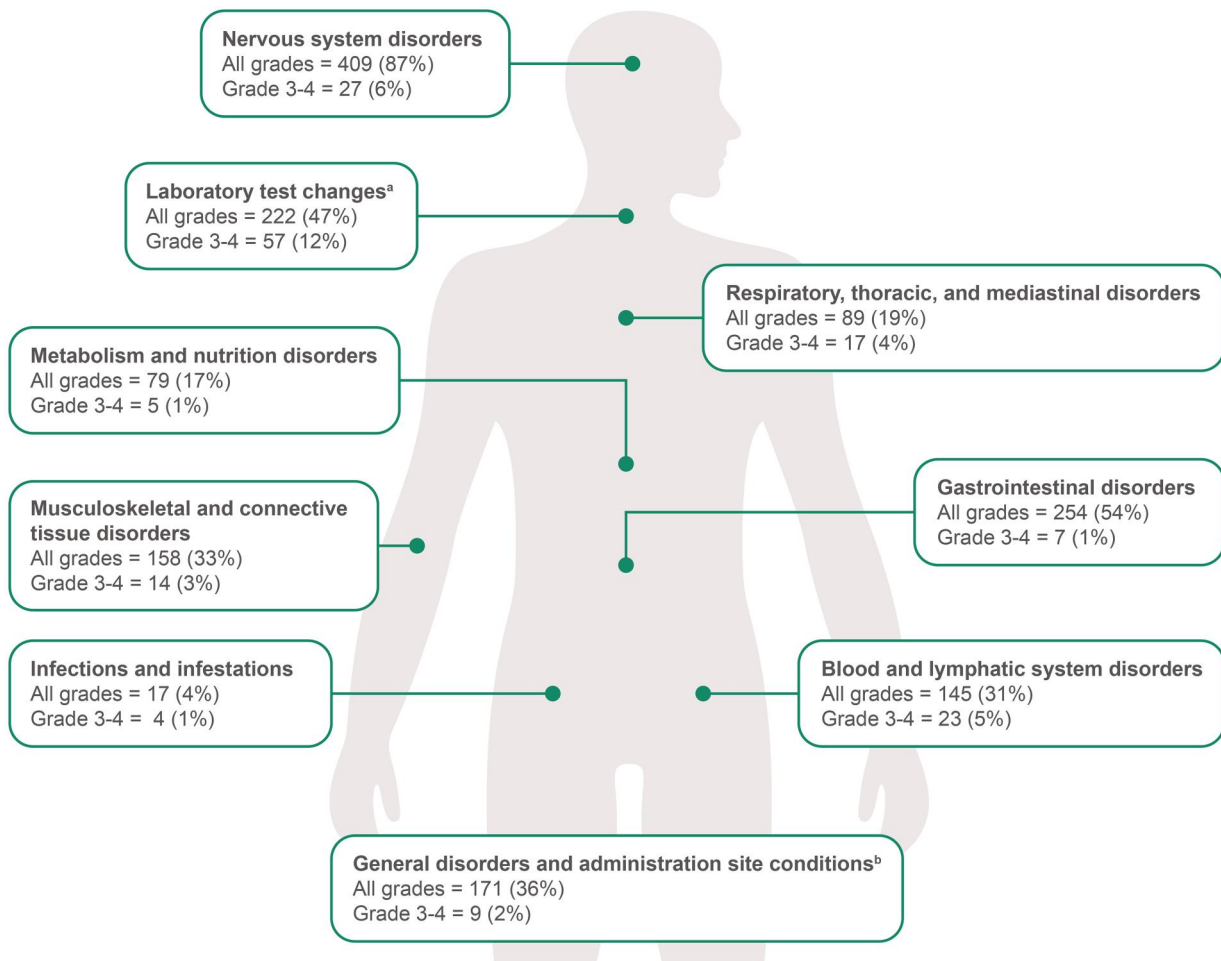 Nervous system disorders
All grades = 409 (87%)
Grade 3-4 = 27 (6%)
Laboratory test changesᵃ
All grades = 222 (47%)
Grade 3-4 = 57 (12%)
Respiratory, thoracic, and mediastinal disorders
All grades = 89 (19%)
Grade 3-4 = 17 (4%)
Metabolism and nutrition disorders
All grades = 79 (17%)
Grade 3-4 = 5 (1%)
Gastrointestinal disorders
All grades = 254 (54%)
Grade 3-4 = 7 (1%)
Musculoskeletal and connective
tissue disorders
All grades = 158 (33%)
Grade 3-4 = 14 (3%)
Infections and infestations
All grades = 17 (4%)
Grade 3-4 = 4 (1%)
Blood and lymphatic system disorders
All grades = 145 (31%)
Grade 3-4 = 23 (5%)
General disorders and administration site conditionsᵇ
All grades = 171 (36%)
Grade 3-4 = 9 (2%)